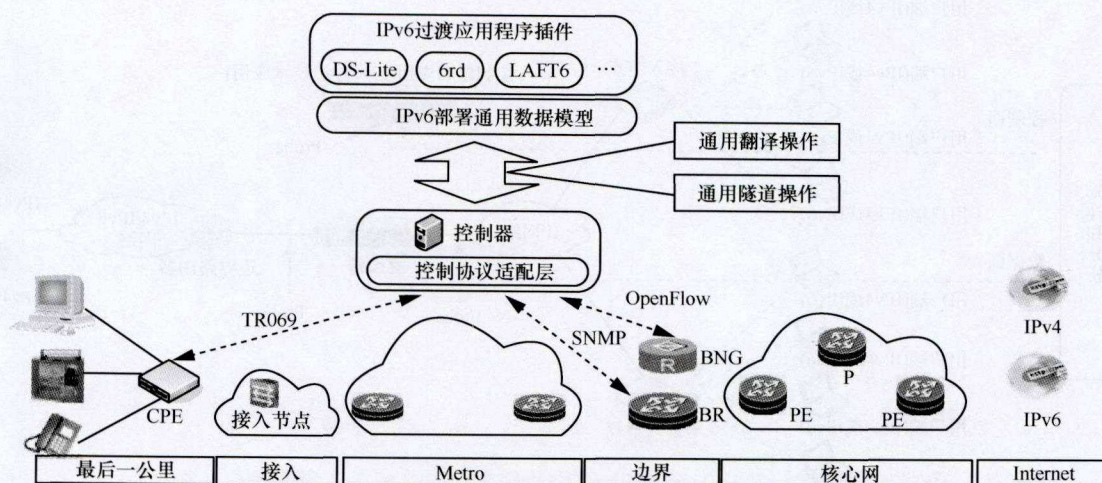 IPv6过渡应用程序插件
DS-Lite 6rd LAFT6 …
IPv6部署通用数据模型
通用翻译操作
通用隧道操作
控制器
控制协议适配层
OpenFlow
TR069
SNMP
IPv4
BNG
P
CPE
接入节点
BR
PE
PE
IPv6
最后一公里 接入 Metro 边界 核心网 Internet